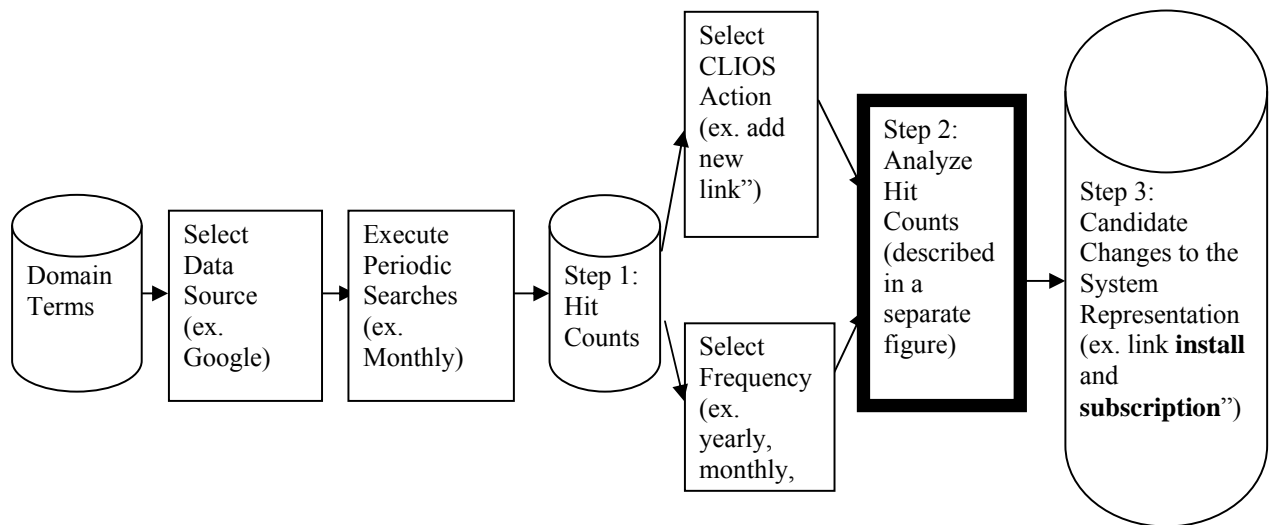 Domain
Terms
Select
Data
Source
(ex.
Google)
Execute
Periodic
Searches
(ex.
Monthly)
Step 1:
Hit
Counts
Select
CLIOS
Action
(ex. add
new
link”)
Select
Frequency
(ex.
yearly,
monthly,
Step 2:
Analyze
Hit
Counts
(described
in a
separate
figure)
Step 3:
Candidate
Changes to the
System
Representation
(ex. link install
and
subscription”)